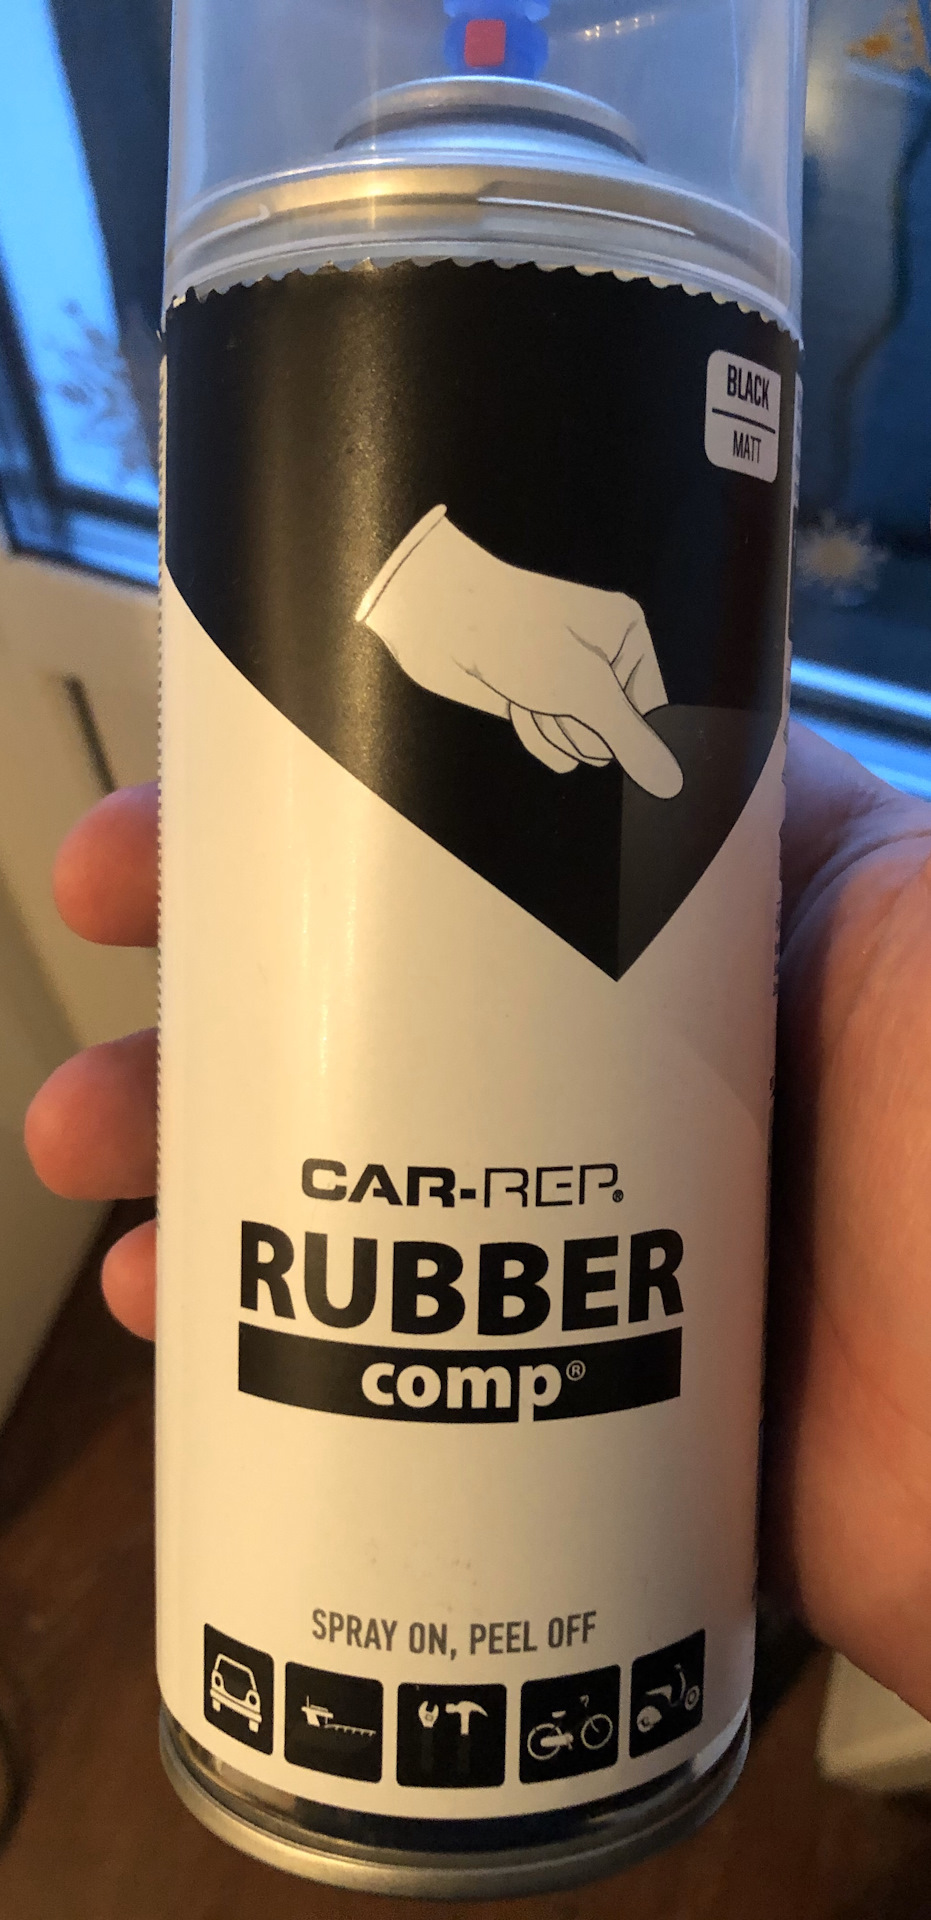 BLACK
MATT
CAR-REP®
RUBBER
comp®
SPRAY ON, PEEL OFF